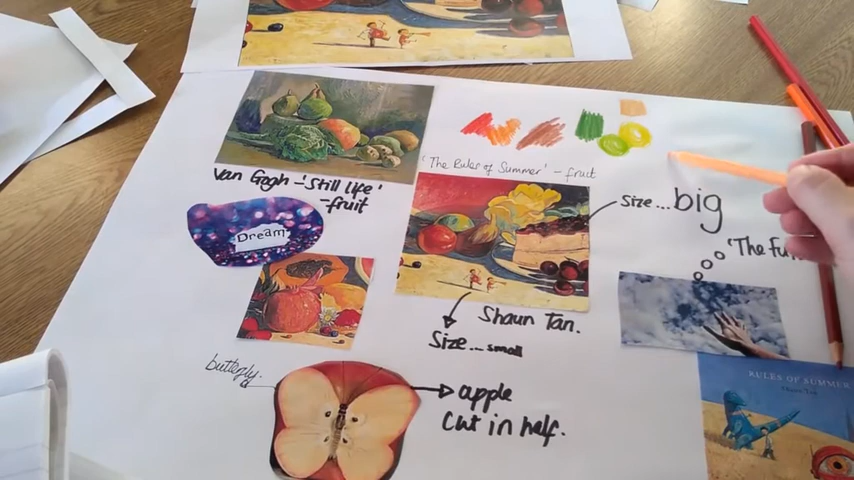 'The Rules of Summer' - fruit
Van Gogh - 'Still life'
- fruit
Size... big
Dream
'The Fu
Shaun Tan.
Size... small
butterfly.
apple
Cut in half.
RULES OF SUMMER
Shaun Tan